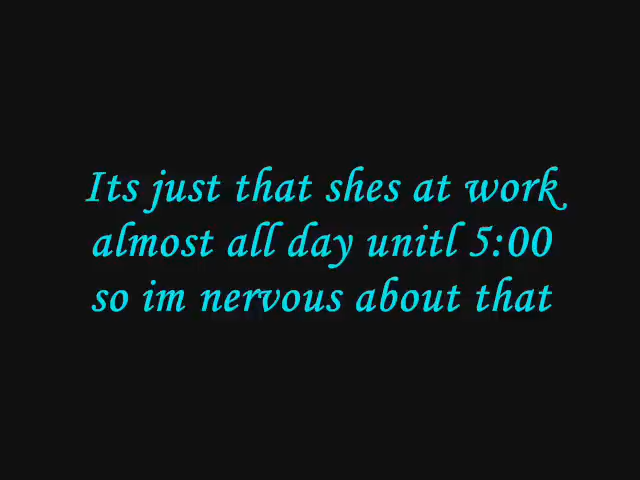 Its just that shes at work
almost all day unitl 5:00
so im nervous about that